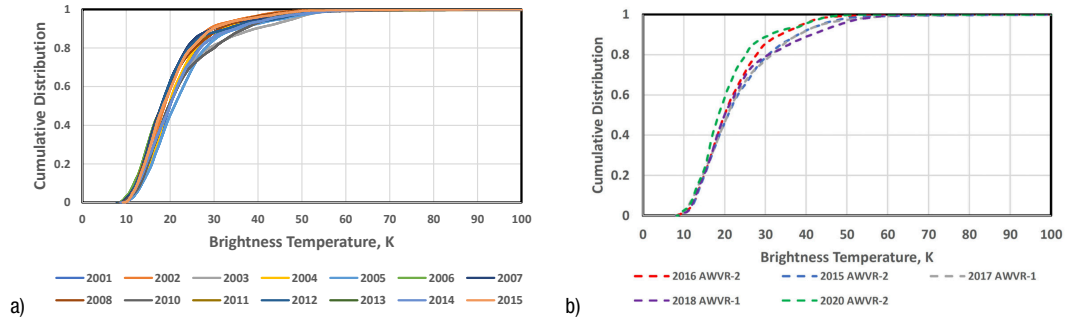 1
0.8
0.6
0.4
0.2
0
Cumulative Distribution
0 10 20 30 40 50 60 70 80 90 100
Brightness Temperature, K
2001 2002 2003 2004 2005 2006 2007
2008 2010 2011 2012 2013 2014 2015
a)
1
0.8
0.6
0.4
0.2
0
Cumulative Distribution
0 10 20 30 40 50 60 70 80 90 100
Brightness Temperature, K
2016 AWVR-2 2015 AWVR-2 2017 AWVR-1
2018 AWVR-1 2020 AWVR-2
b)